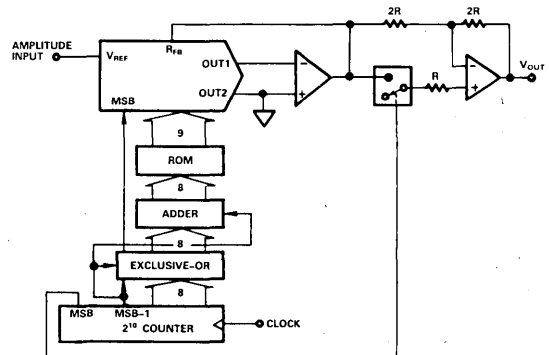 2R
2R
AMPLITUDE
INPUT
VREF
RFB
OUT1
OUT2
MSB
-
+
-
+
R
VOUT
9
ROM
8
ADDER
8
EXCLUSIVE-OR
8
MSB
MSB-1
2¹⁰ COUNTER
CLOCK